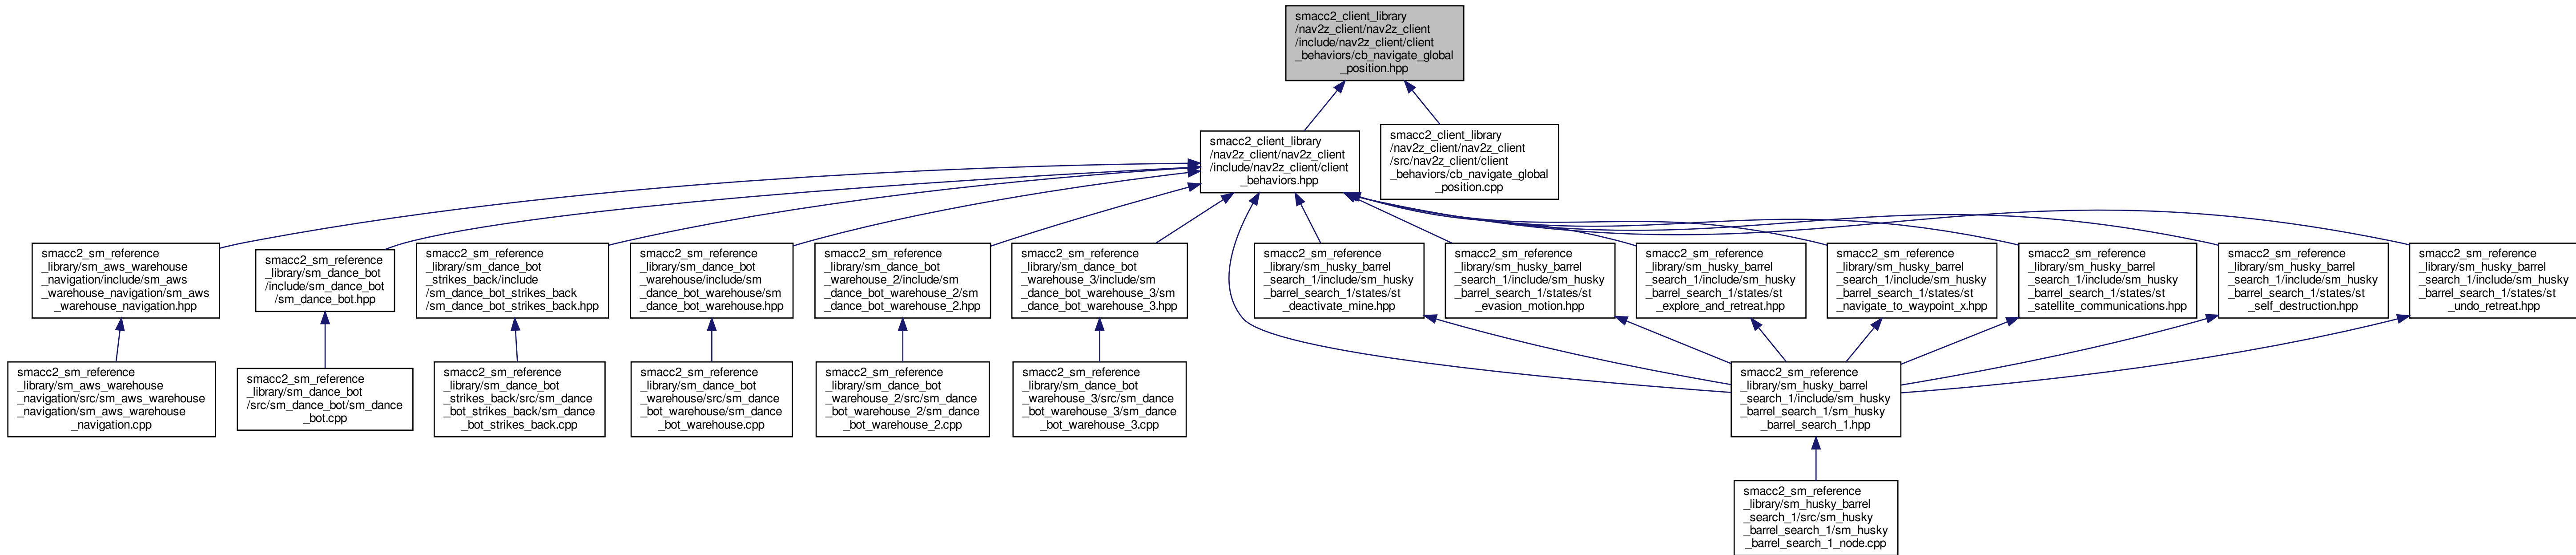 smacc2_client_library
/nav2z_client/nav2z_client
/include/nav2z_client/client
_behaviors/cb_navigate_global
_position.hpp
smacc2_client_library
/nav2z_client/nav2z_client
/include/nav2z_client/client
_behaviors.hpp
smacc2_client_library
/nav2z_client/nav2z_client
/src/nav2z_client/client
_behaviors/cb_navigate_global
_position.cpp
smacc2_sm_reference
_library/sm_aws_warehouse
_navigation/include/sm_aws
_warehouse_navigation/sm_aws
_warehouse_navigation.hpp
smacc2_sm_reference
_library/sm_dance_bot
/include/sm_dance_bot
/sm_dance_bot.hpp
smacc2_sm_reference
_library/sm_dance_bot
_strikes_back/include
/sm_dance_bot_strikes_back
/sm_dance_bot_strikes_back.hpp
smacc2_sm_reference
_library/sm_dance_bot
_warehouse/include/sm
_dance_bot_warehouse/sm
_dance_bot_warehouse.hpp
smacc2_sm_reference
_library/sm_dance_bot
_warehouse_2/include/sm
_dance_bot_warehouse_2/sm
_dance_bot_warehouse_2.hpp
smacc2_sm_reference
_library/sm_dance_bot
_warehouse_3/include/sm
_dance_bot_warehouse_3/sm
_dance_bot_warehouse_3.hpp
smacc2_sm_reference
_library/sm_husky_barrel
_search_1/include/sm_husky
_barrel_search_1/states/st
_deactivate_mine.hpp
smacc2_sm_reference
_library/sm_husky_barrel
_search_1/include/sm_husky
_barrel_search_1/states/st
_evasion_motion.hpp
smacc2_sm_reference
_library/sm_husky_barrel
_search_1/include/sm_husky
_barrel_search_1/states/st
_explore_and_retreat.hpp
smacc2_sm_reference
_library/sm_husky_barrel
_search_1/include/sm_husky
_barrel_search_1/states/st
_navigate_to_waypoint_x.hpp
smacc2_sm_reference
_library/sm_husky_barrel
_search_1/include/sm_husky
_barrel_search_1/states/st
_satellite_communications.hpp
smacc2_sm_reference
_library/sm_husky_barrel
_search_1/include/sm_husky
_barrel_search_1/states/st
_self_destruction.hpp
smacc2_sm_reference
_library/sm_husky_barrel
_search_1/include/sm_husky
_barrel_search_1/states/st
_undo_retreat.hpp
smacc2_sm_reference
_library/sm_aws_warehouse
_navigation/src/sm_aws_warehouse
_navigation/sm_aws_warehouse
_navigation.cpp
smacc2_sm_reference
_library/sm_dance_bot
/src/sm_dance_bot/sm_dance
_bot.cpp
smacc2_sm_reference
_library/sm_dance_bot
_strikes_back/src/sm_dance
_bot_strikes_back/sm_dance
_bot_strikes_back.cpp
smacc2_sm_reference
_library/sm_dance_bot
_warehouse/src/sm_dance
_bot_warehouse/sm_dance
_bot_warehouse.cpp
smacc2_sm_reference
_library/sm_dance_bot
_warehouse_2/src/sm_dance
_bot_warehouse_2/sm_dance
_bot_warehouse_2.cpp
smacc2_sm_reference
_library/sm_dance_bot
_warehouse_3/src/sm_dance
_bot_warehouse_3/sm_dance
_bot_warehouse_3.cpp
smacc2_sm_reference
_library/sm_husky_barrel
_search_1/include/sm_husky
_barrel_search_1/sm_husky
_barrel_search_1.hpp
smacc2_sm_reference
_library/sm_husky_barrel
_search_1/src/sm_husky
_barrel_search_1/sm_husky
_barrel_search_1_node.cpp